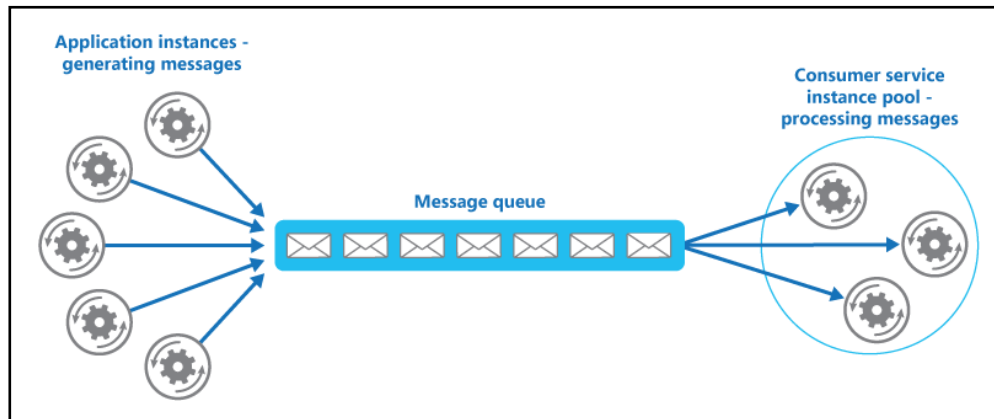 Application instances -
generating messages
Consumer service
instance pool -
processing messages
Message queue